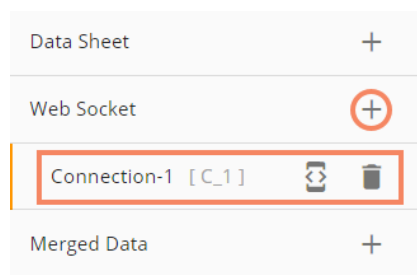 Data Sheet
Web Socket
Connection-1 [ C_1 ]
Merged Data